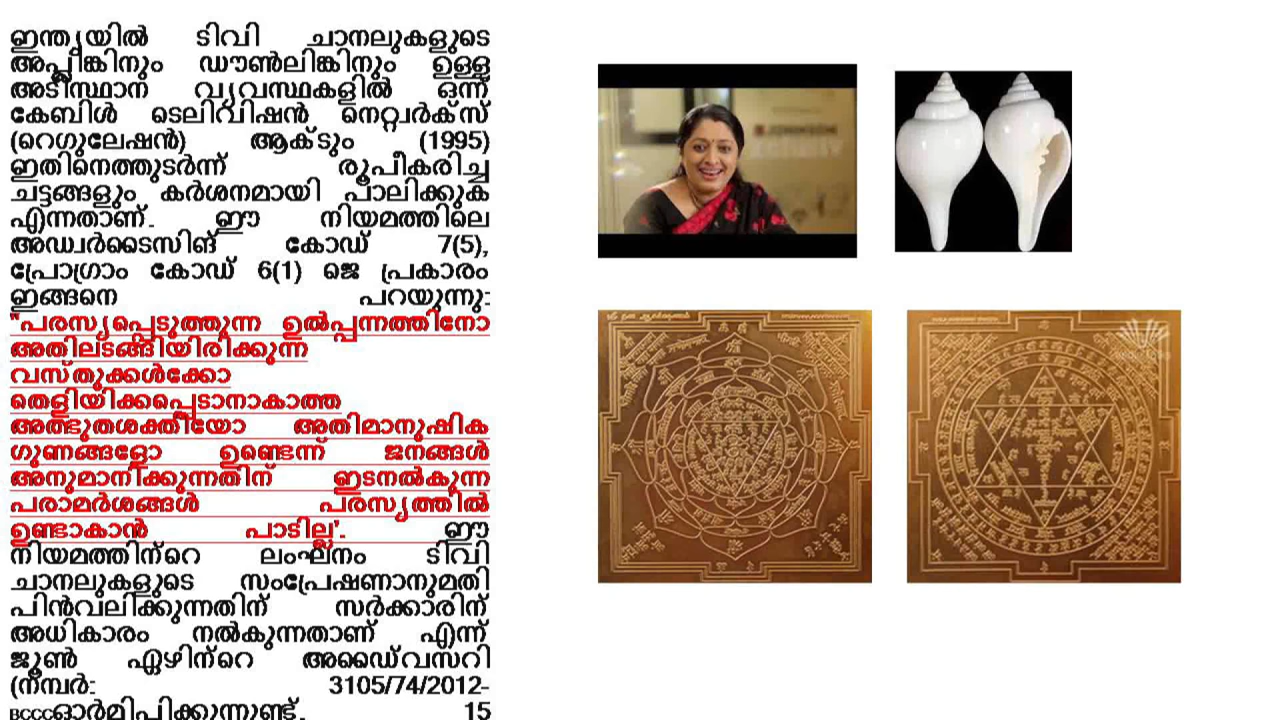 ഇന്ത്യയിൽ ടിവി ചാനലുകളുടെ
അപ്ലിങ്കിനും ഡൗൺലിങ്കിനും ഉള്ള
അടിസ്ഥാന വ്യവസ്ഥകളിൽ ഒന്ന്
കേബിൾ ടെലിവിഷൻ നെറ്റ്വർക്സ്
(റെഗുലേഷൻ) ആക്ടും (1995)
ഇതിനെത്തുടർന്ന് രൂപീകരിച്ച
ചട്ടങ്ങളും കർശനമായി പാലിക്കുക
എന്നതാണ്. ഈ നിയമത്തിലെ
അഡ്വർടൈസിങ് കോഡ് 7(5),
പ്രോഗ്രാം കോഡ് 6(1) ജെ പ്രകാരം
ഇങ്ങനെ പറയുന്നു:
"പരസ്യപ്പെടുത്തുന്ന ഉൽപ്പന്നത്തിനോ
അതിലടങ്ങിയിരിക്കുന്ന
വസ്തുക്കൾക്കോ
തെളിയിക്കപ്പെടാനാകാത്ത
അത്ഭുതശക്തിയോ അതിമാനുഷിക
ഗുണങ്ങളോ ഉണ്ടെന്ന് ജനങ്ങൾ
അനുമാനിക്കുന്നതിന് ഇടനൽകുന്ന
പരാമർശങ്ങൾ പരസ്യത്തിൽ
ഉണ്ടാകാൻ പാടില്ല'. ഈ
നിയമത്തിന്റെ ലംഘനം ടിവി
ചാനലുകളുടെ സംപ്രേഷണാനുമതി
പിൻവലിക്കുന്നതിന് സർക്കാരിന്
അധികാരം നൽകുന്നതാണ് എന്ന്
ജൂൺ ഏഴിന്റെ അഡ്വൈസറി
(നമ്പർ: 3105/74/2012-
BCCCഓർമിപ്പിക്കുന്നുണ്ട്. 15